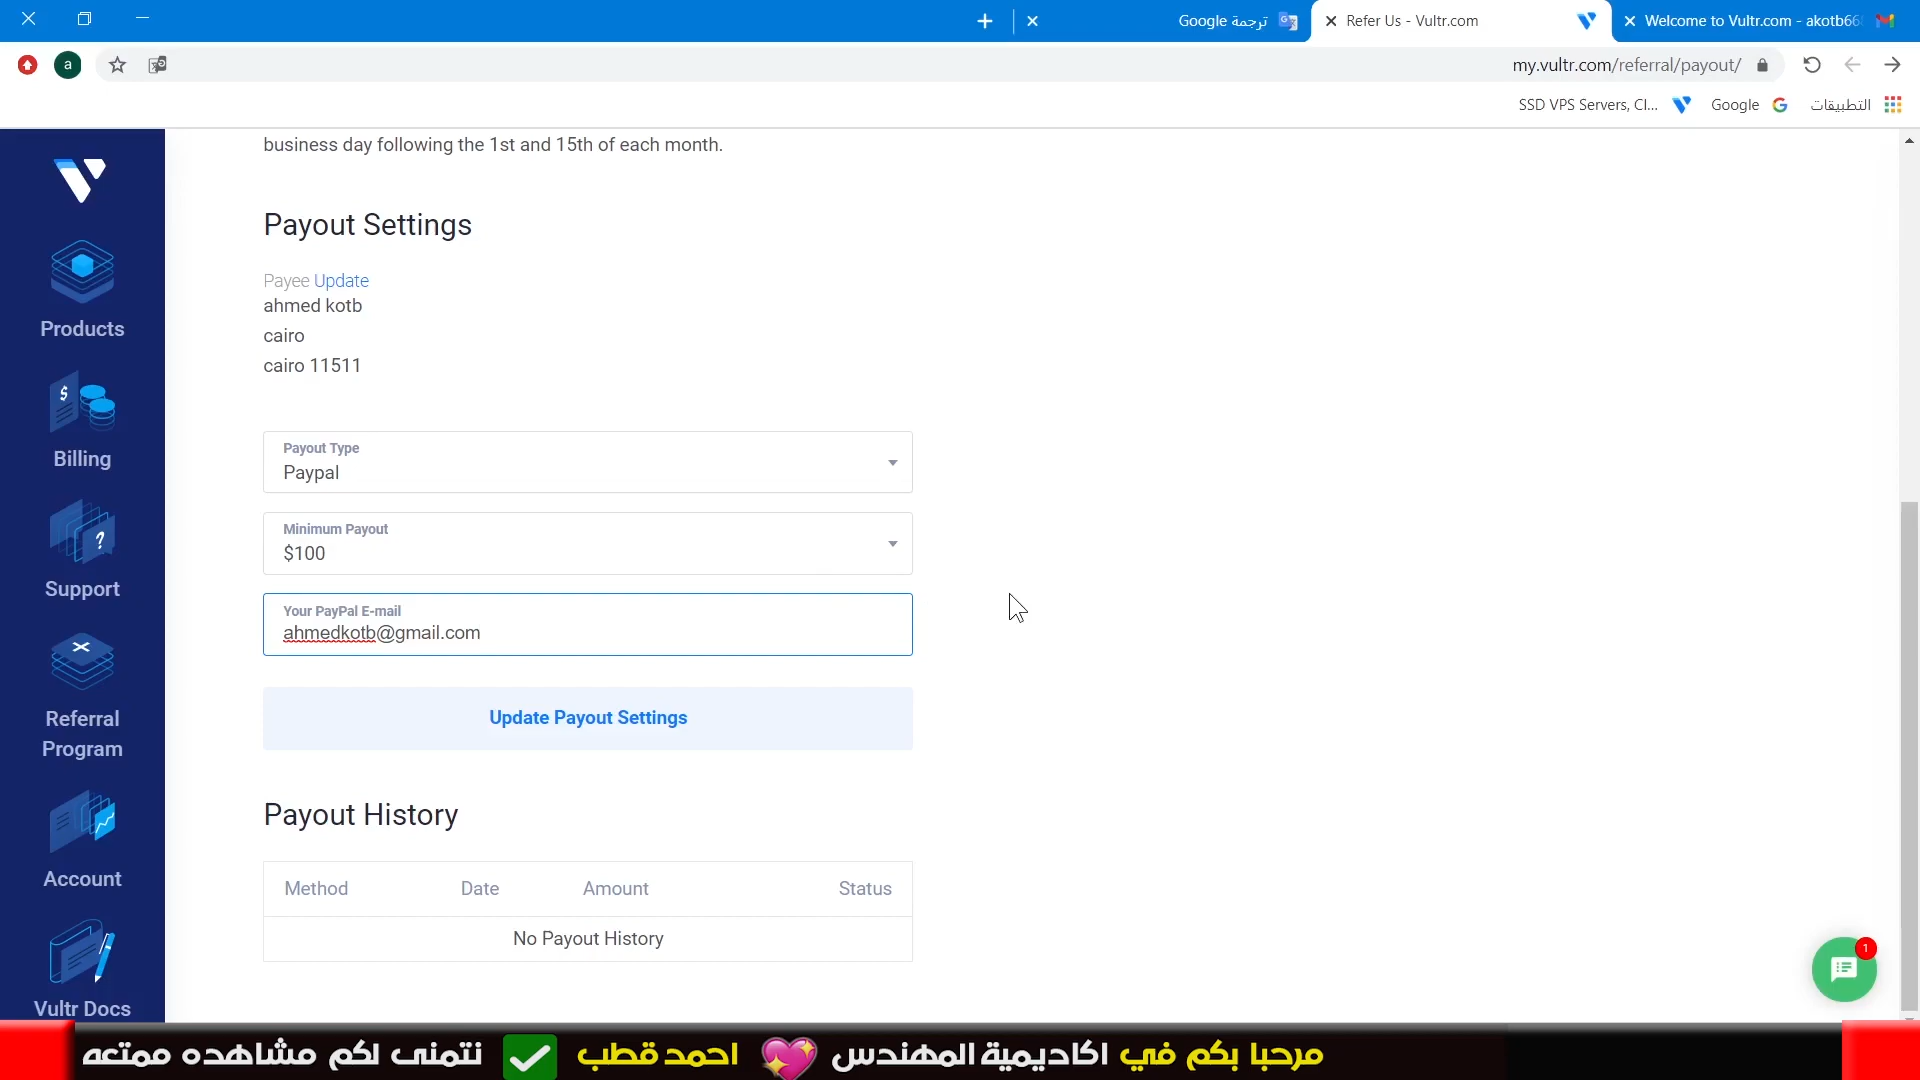 ترجمة Google
Refer Us - Vultr.com
Welcome to Vultr.com - akotb66
a
my.vultr.com/referral/payout/
SSD VPS Servers, Cl...
Google
التطبيقات
business day following the 1st and 15th of each month.
Payout Settings
Payee Update
ahmed kotb
cairo
cairo 11511
Payout Type
Paypal
Minimum Payout
$100
Your PayPal E-mail
ahmedkotb@gmail.com
Update Payout Settings
Payout History
Method Date Amount Status
No Payout History
Products
Billing
Support
Referral
Program
Account
Vultr Docs
1
مرحبا بكم في اكاديمية المهندس احمد قطب نتمنى لكم مشاهده ممتعه